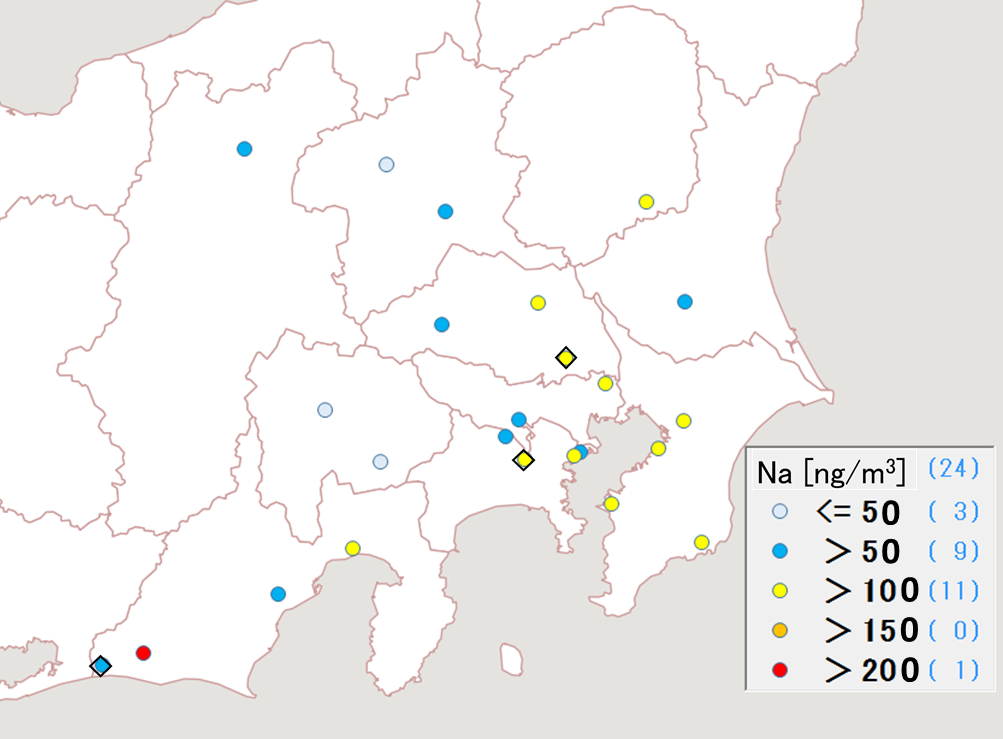 Na [ng/m³] (24)
<= 50 ( 3)
> 50 ( 9)
> 100 (11)
> 150 ( 0)
> 200 ( 1)